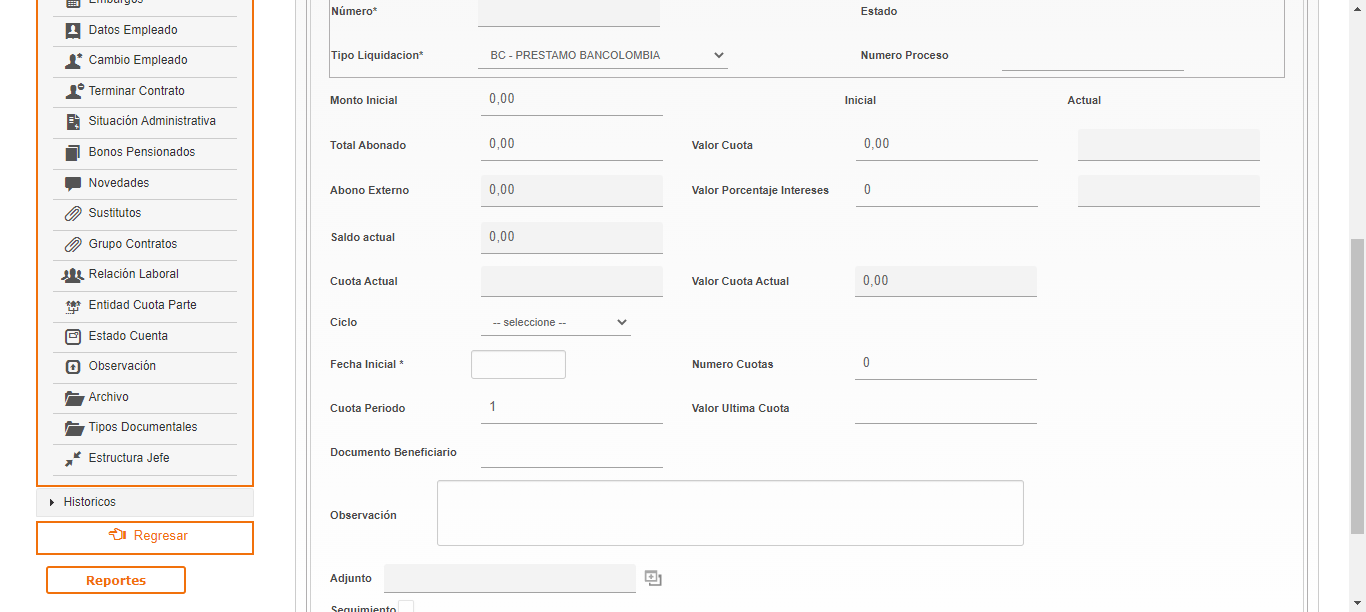 Embargos
Datos Empleado
Cambio Empleado
Terminar Contrato
Situación Administrativa
Bonos Pensionados
Novedades
Sustitutos
Grupo Contratos
Relación Laboral
Entidad Cuota Parte
Estado Cuenta
Observación
Archivo
Tipos Documentales
Estructura Jefe
Historicos
Regresar
Reportes
Número* Estado
Tipo Liquidacion* BC - PRESTAMO BANCOLOMBIA Numero Proceso
Monto Inicial 0,00 Inicial Actual
Total Abonado 0,00 Valor Cuota 0,00
Abono Externo 0,00 Valor Porcentaje Intereses 0
Saldo actual 0,00
Cuota Actual Valor Cuota Actual 0,00
Ciclo -- seleccione --
Fecha Inicial * Numero Cuotas 0
Cuota Periodo 1 Valor Ultima Cuota
Documento Beneficiario
Observación
Adjunto
Seguimiento